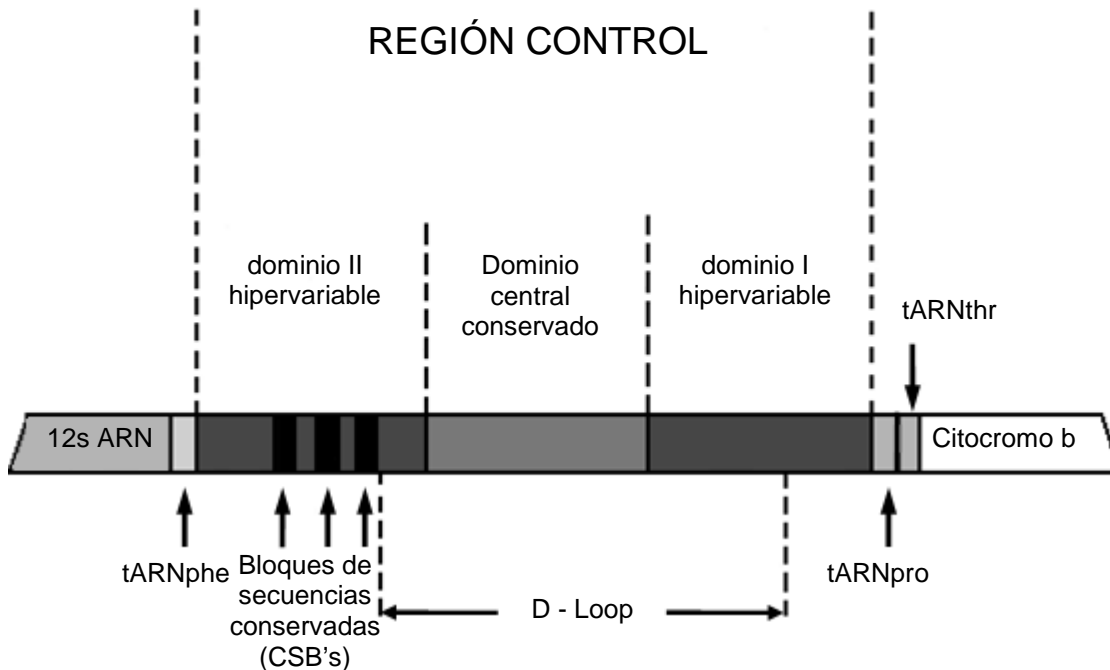 REGIÓN CONTROL
dominio II
hipervariable
Dominio
central
conservado
dominio I
hipervariable
tARNthr
12s ARN
Citocromo b
tARNphe
Bloques de
secuencias
conservadas
(CSB's)
D - Loop
tARNpro